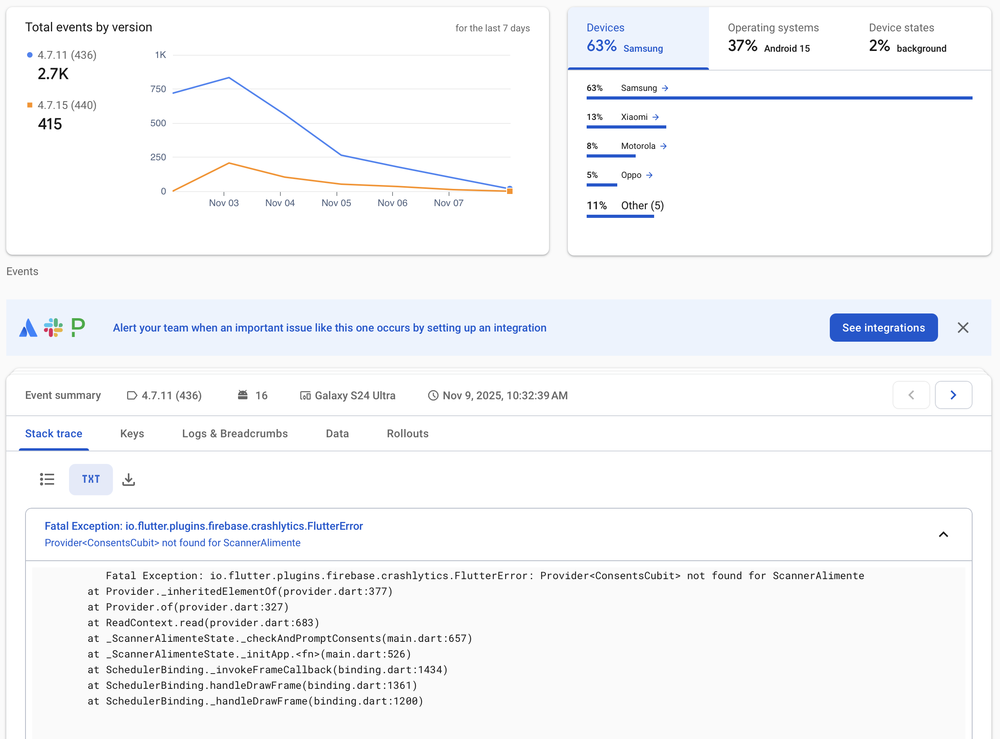 Total events by version
for the last 7 days
4.7.11 (436)
2.7K
4.7.15 (440)
415
1K
750
500
250
0
Nov 03
Nov 04
Nov 05
Nov 06
Nov 07
Devices
63% Samsung
Operating systems
37% Android 15
Device states
2% background
63% Samsung
13% Xiaomi
8% Motorola
5% Oppo
11% Other (5)
Events
Alert your team when an important issue like this one occurs by setting up an integration
See integrations
Event summary
4.7.11 (436)
16
Galaxy S24 Ultra
Nov 9, 2025, 10:32:39 AM
Stack trace
Keys
Logs & Breadcrumbs
Data
Rollouts
TXT
Fatal Exception: io.flutter.plugins.firebase.crashlytics.FlutterError
Provider<ConsentsCubit> not found for ScannerAlimente
Fatal Exception: io.flutter.plugins.firebase.crashlytics.FlutterError: Provider<ConsentsCubit> not found for ScannerAlimente
at Provider._inheritedElementOf(provider.dart:377)
at Provider.of(provider.dart:327)
at ReadContext.read(provider.dart:683)
at _ScannerAlimenteState._checkAndPromptConsents(main.dart:657)
at _ScannerAlimenteState._initApp.<fn>(main.dart:526)
at SchedulerBinding._invokeFrameCallback(binding.dart:1434)
at SchedulerBinding.handleDrawFrame(binding.dart:1361)
at SchedulerBinding._handleDrawFrame(binding.dart:1200)